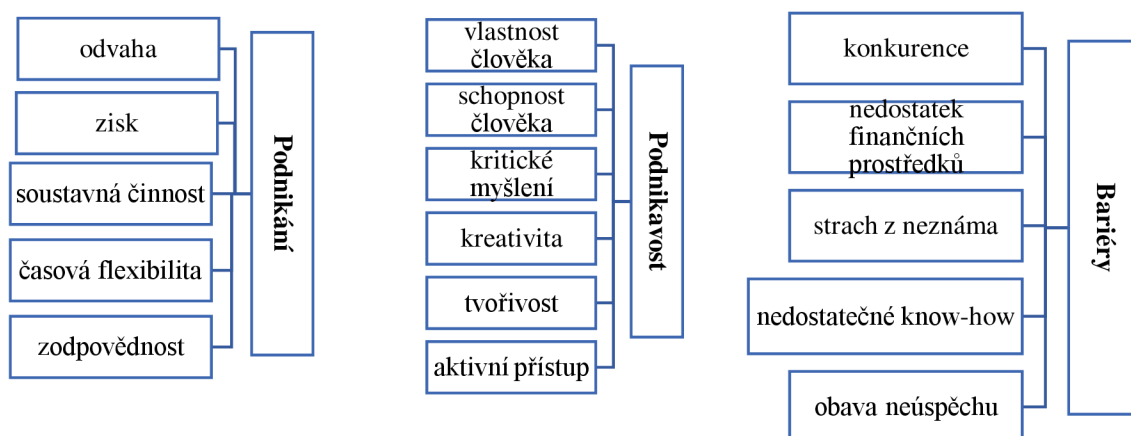 odvaha
zisk
soustavná činnost
časová flexibilita
zodpovědnost
Podnikání
vlastnost
člověka
schopnost
člověka
kritické
myšlení
kreativita
tvořivost
aktivní přístup
Podnikavost
konkurence
nedostatek
finančních
prostředků
strach z neznáma
nedostatečné know-how
obava neúspěchu
Bariéry